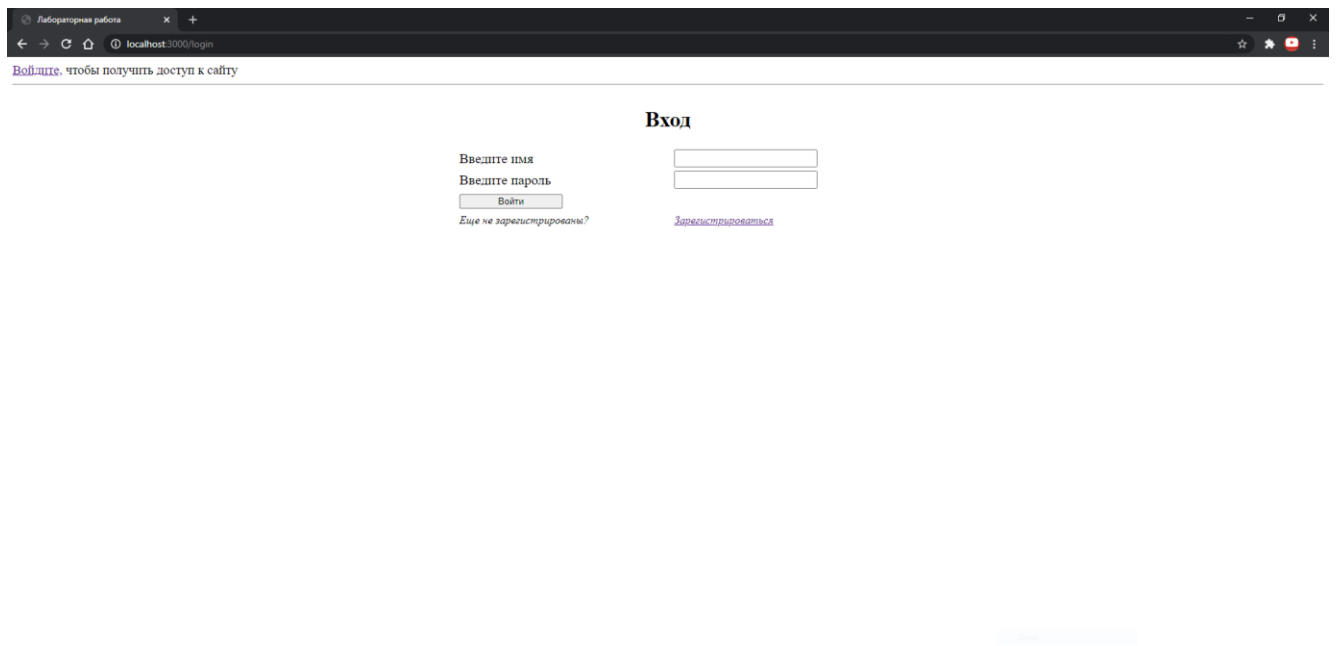 Лабораторная работа
localhost:3000/login
Войдите, чтобы получить доступ к сайту
Вход
Введите имя
Введите пароль
Войти
Еще не зарегистрированы? Зарегистрироваться